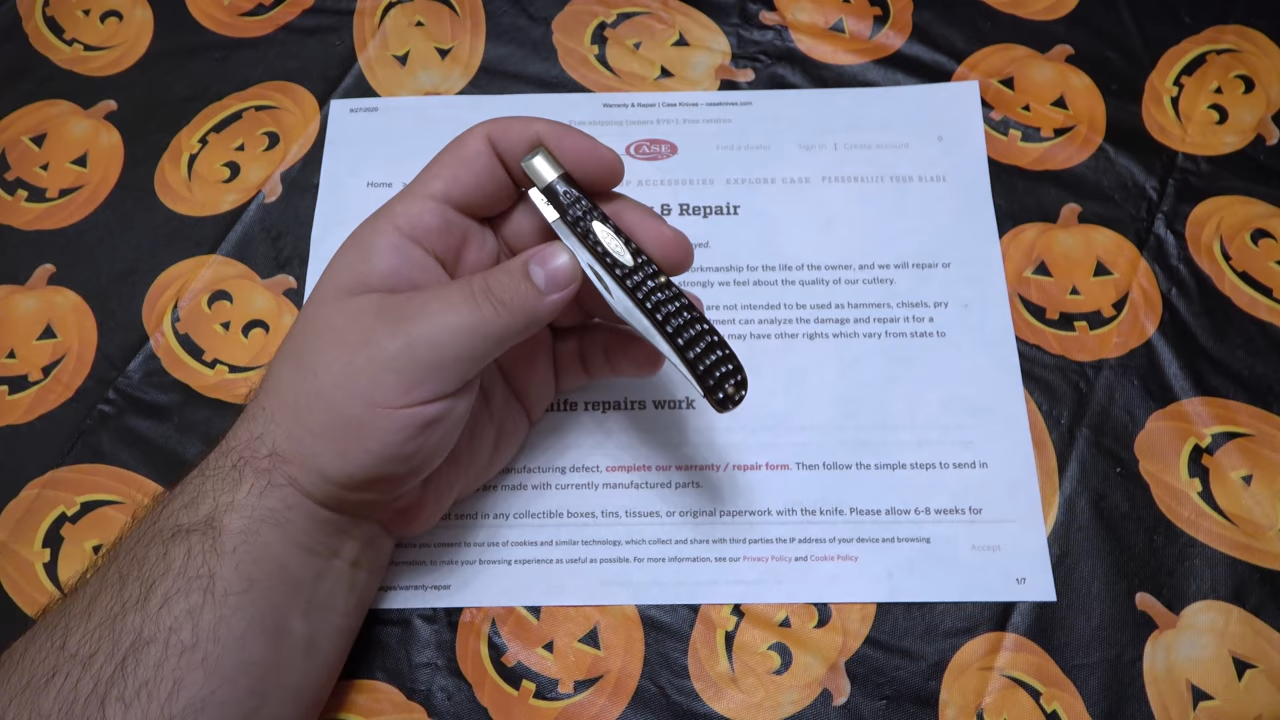 9/27/2020
Warranty & Repair | Case Knives – caseknives.com
Free shipping (orders $75+). Free returns.
CASE
Find a dealer
Sign in | Create account
0
Home >
OP ACCESSORIES EXPLORE CASE PERSONALIZE YOUR BLADE
& Repair
yed.
orkmanship for the life of the owner, and we will repair or
strongly we feel about the quality of our cutlery.
are not intended to be used as hammers, chisels, pry
tment can analyze the damage and repair it for a
may have other rights which vary from state to
nife repairs work
anufacturing defect, complete our warranty / repair form. Then follow the simple steps to send in
are made with currently manufactured parts.
ot send in any collectible boxes, tins, tissues, or original paperwork with the knife. Please allow 6-8 weeks for
you consent to our use of cookies and similar technology, which collect and share with third parties the IP address of your device and browsing
formation, to make your browsing experience as useful as possible. For more information, see our Privacy Policy and Cookie Policy
Accept
ages/warranty-repair
1/7